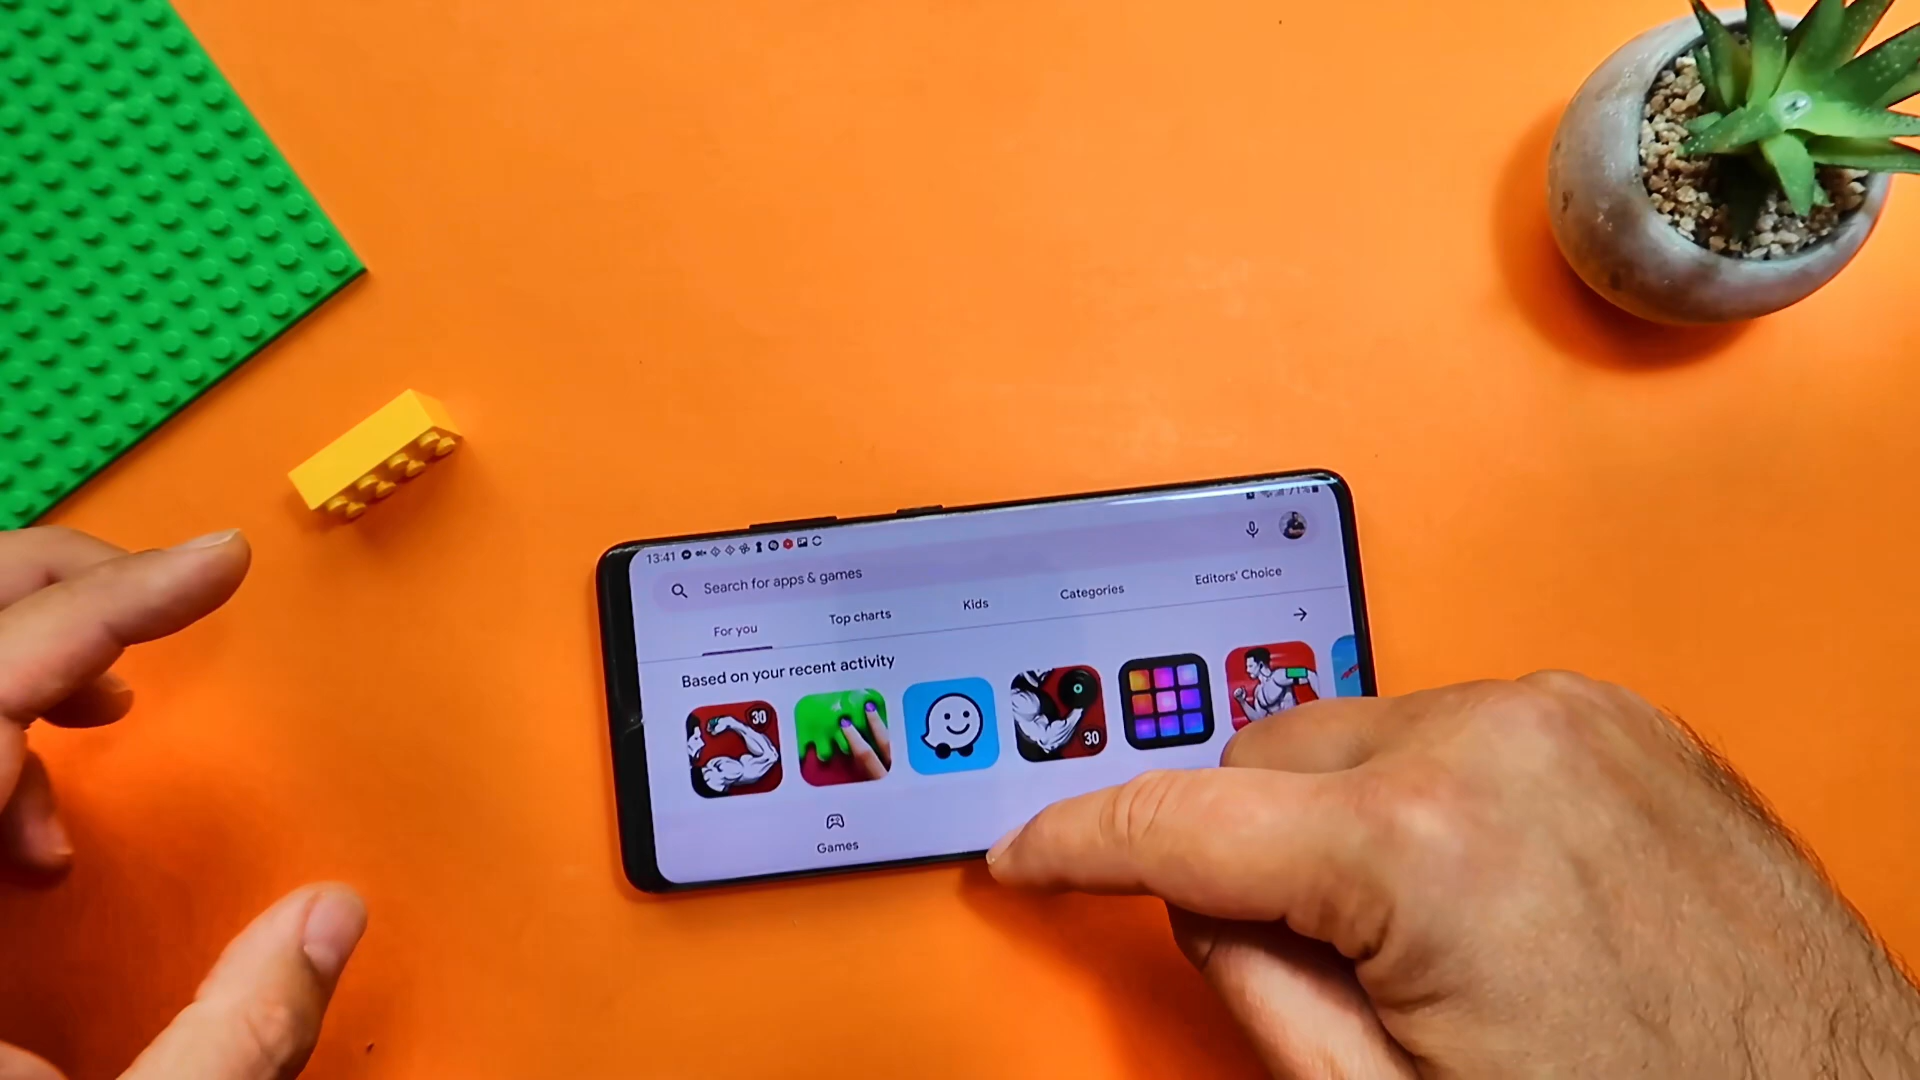 13:41
71%
Search for apps & games
For you
Top charts
Kids
Categories
Editors' Choice
Based on your recent activity
30
30
Games